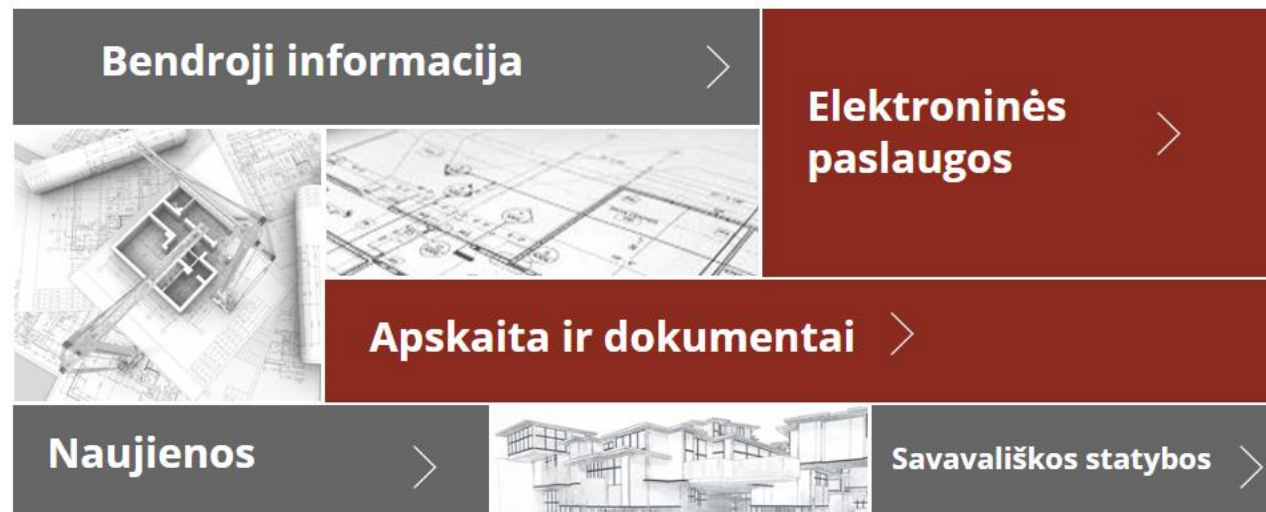 Bendroji informacija
Elektroninės
paslaugos
Apskaita ir dokumentai
Naujienos
Savavališkos statybos